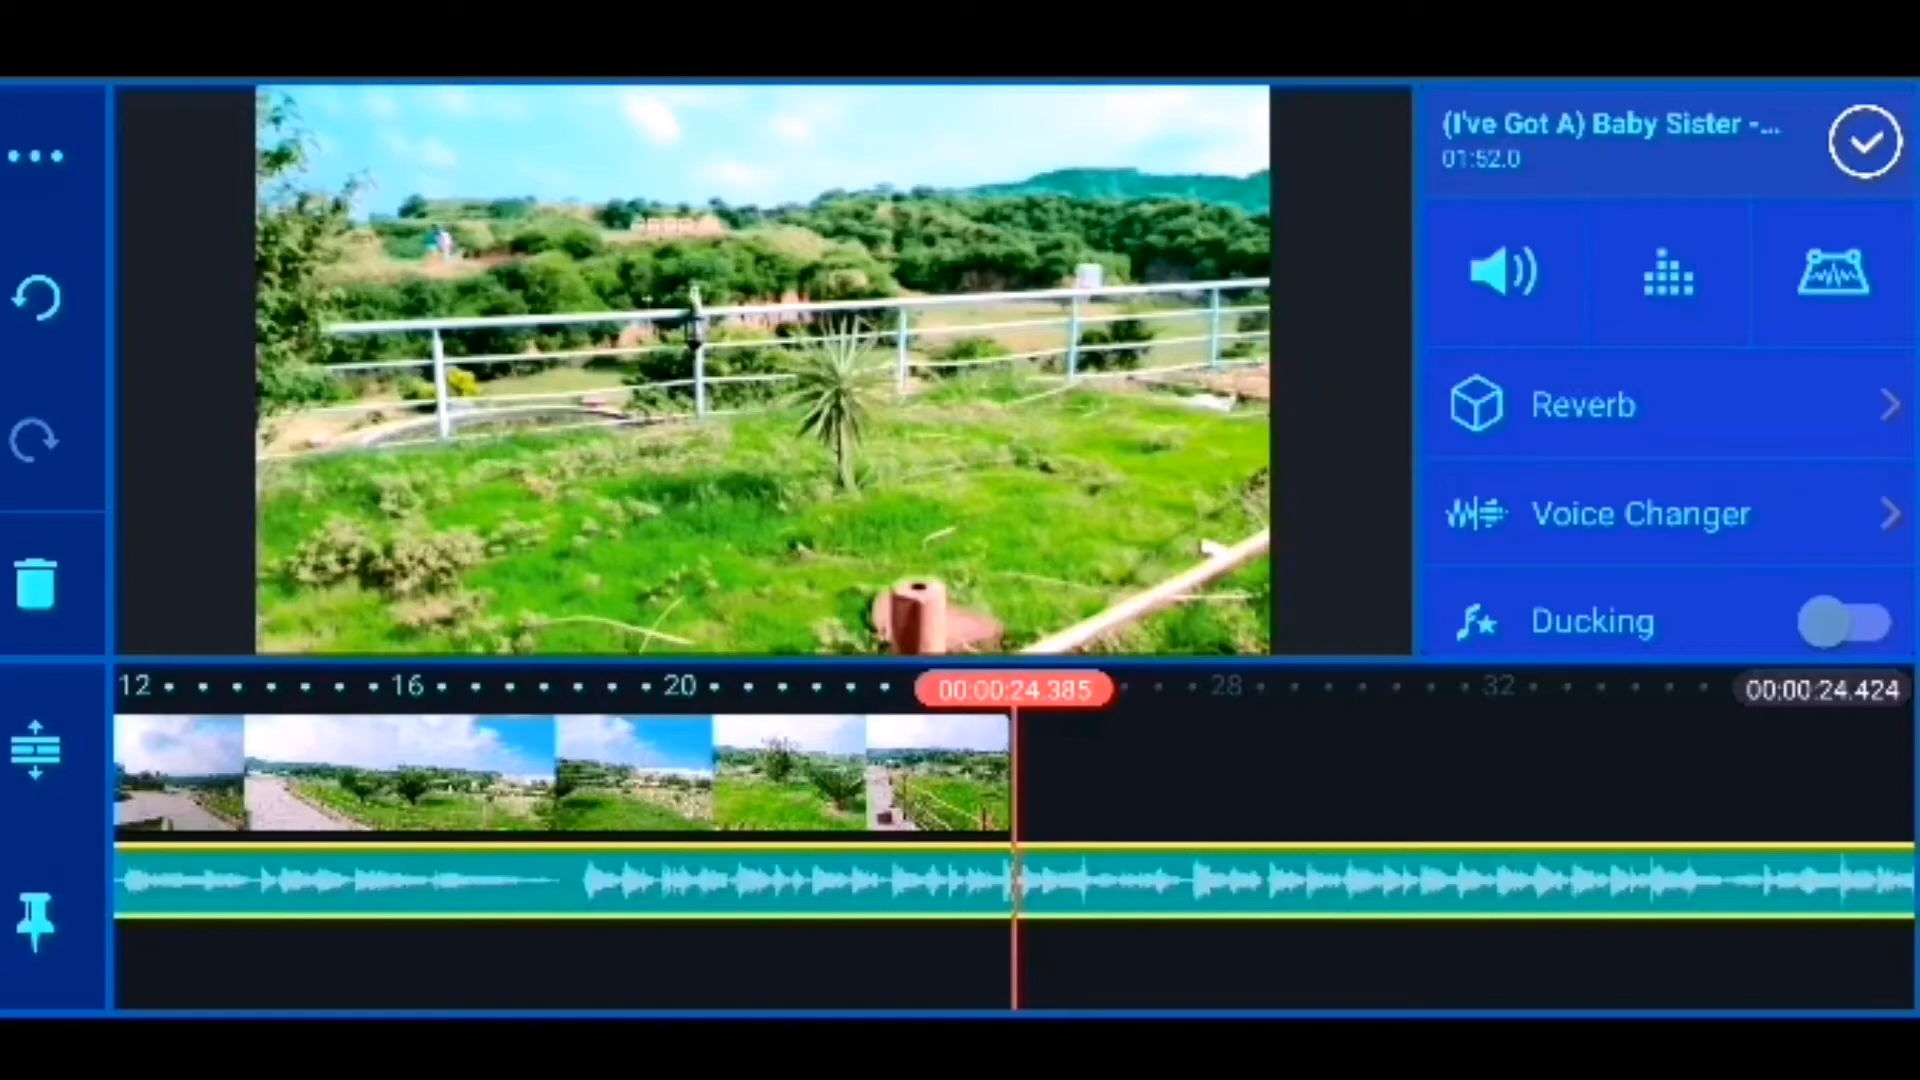 (I've Got A) Baby Sister -...
01:52.0
Reverb
Voice Changer
Ducking
12
16
20
00:00:24.385
28
32
00:00:24.424